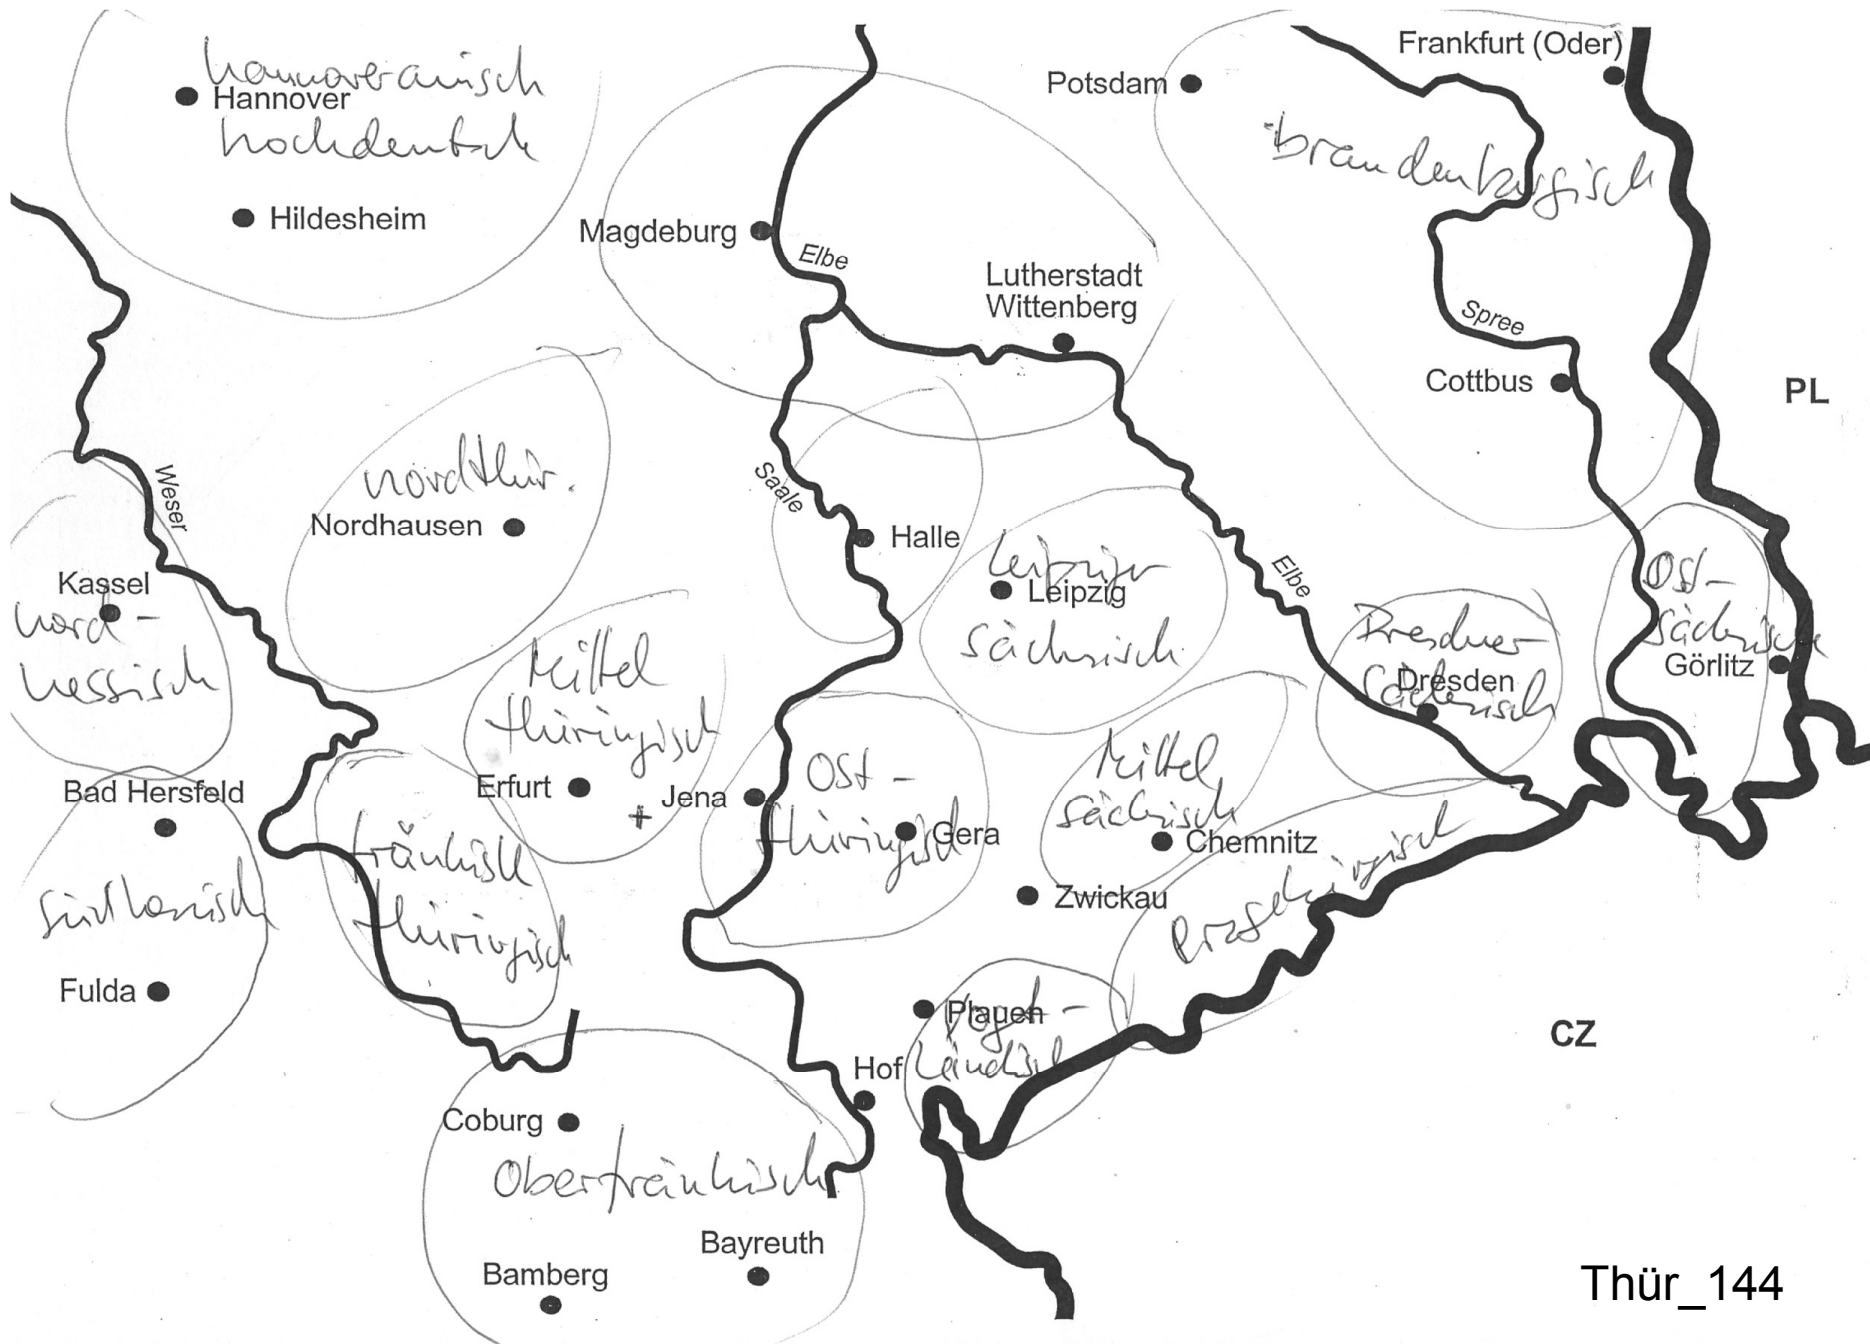 hannoveranisch
Hannover
hochdeutsch
Hildesheim
Magdeburg
Elbe
Lutherstadt
Wittenberg
Potsdam
Frankfurt (Oder)
brandenburgisch
Spree
Cottbus
PL
Weser
nordthür.
Nordhausen
Saale
Halle
Leipziger
Leipzig
sächsisch
Elbe
Kassel
nord-
hessisch
Mittel
thüringisch
Erfurt
+
Jena
Ost-
thüringisch
Gera
Mittel
sächsisch
Chemnitz
Zwickau
Dresdner
Dresden
Sächsisch
Ost-
sächsisch
Görlitz
Bad Hersfeld
südhessisch
Fulda
fränkisch
thüringisch
erzgebirgisch
Plauen
Vogt-
ländisch
Hof
CZ
Coburg
Oberfränkisch
Bayreuth
Bamberg
Thür_144